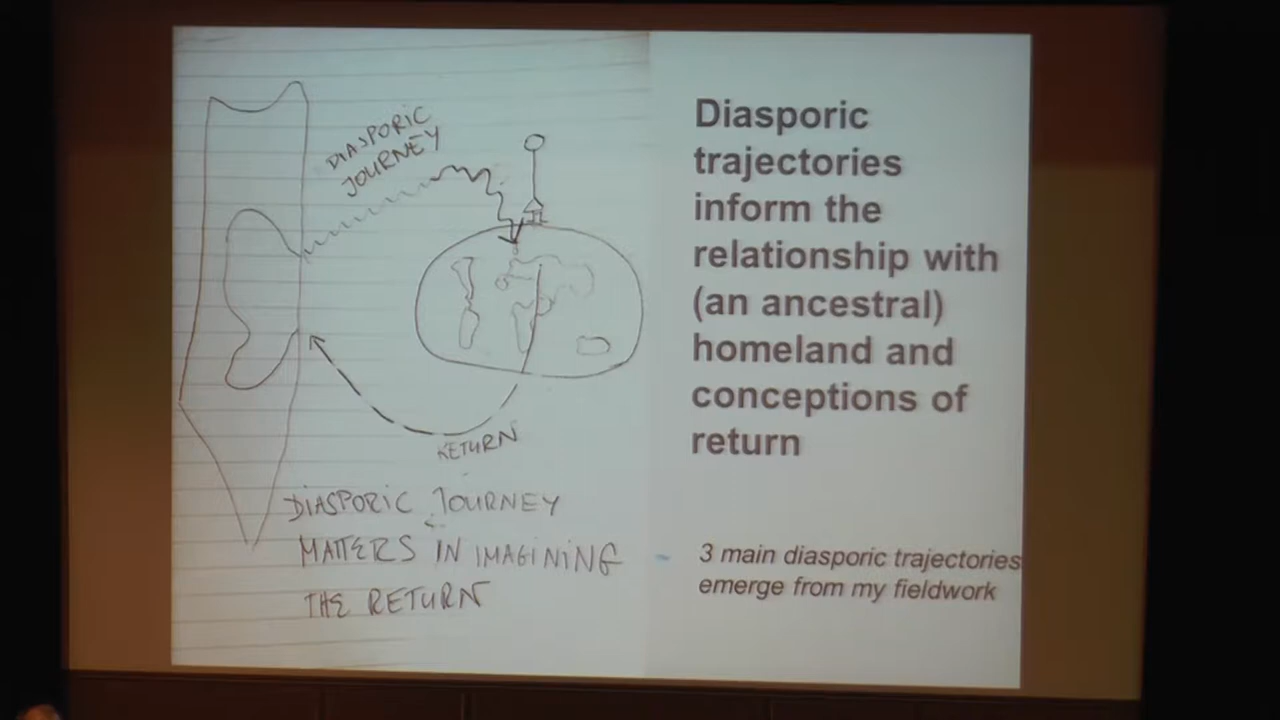 DIASPORIC
JOURNEY
RETURN
DIASPORIC JOURNEY
MATTERS IN IMAGINING
THE RETURN
Diasporic
trajectories
inform the
relationship with
(an ancestral)
homeland and
conceptions of
return
- 3 main diasporic trajectories
emerge from my fieldwork